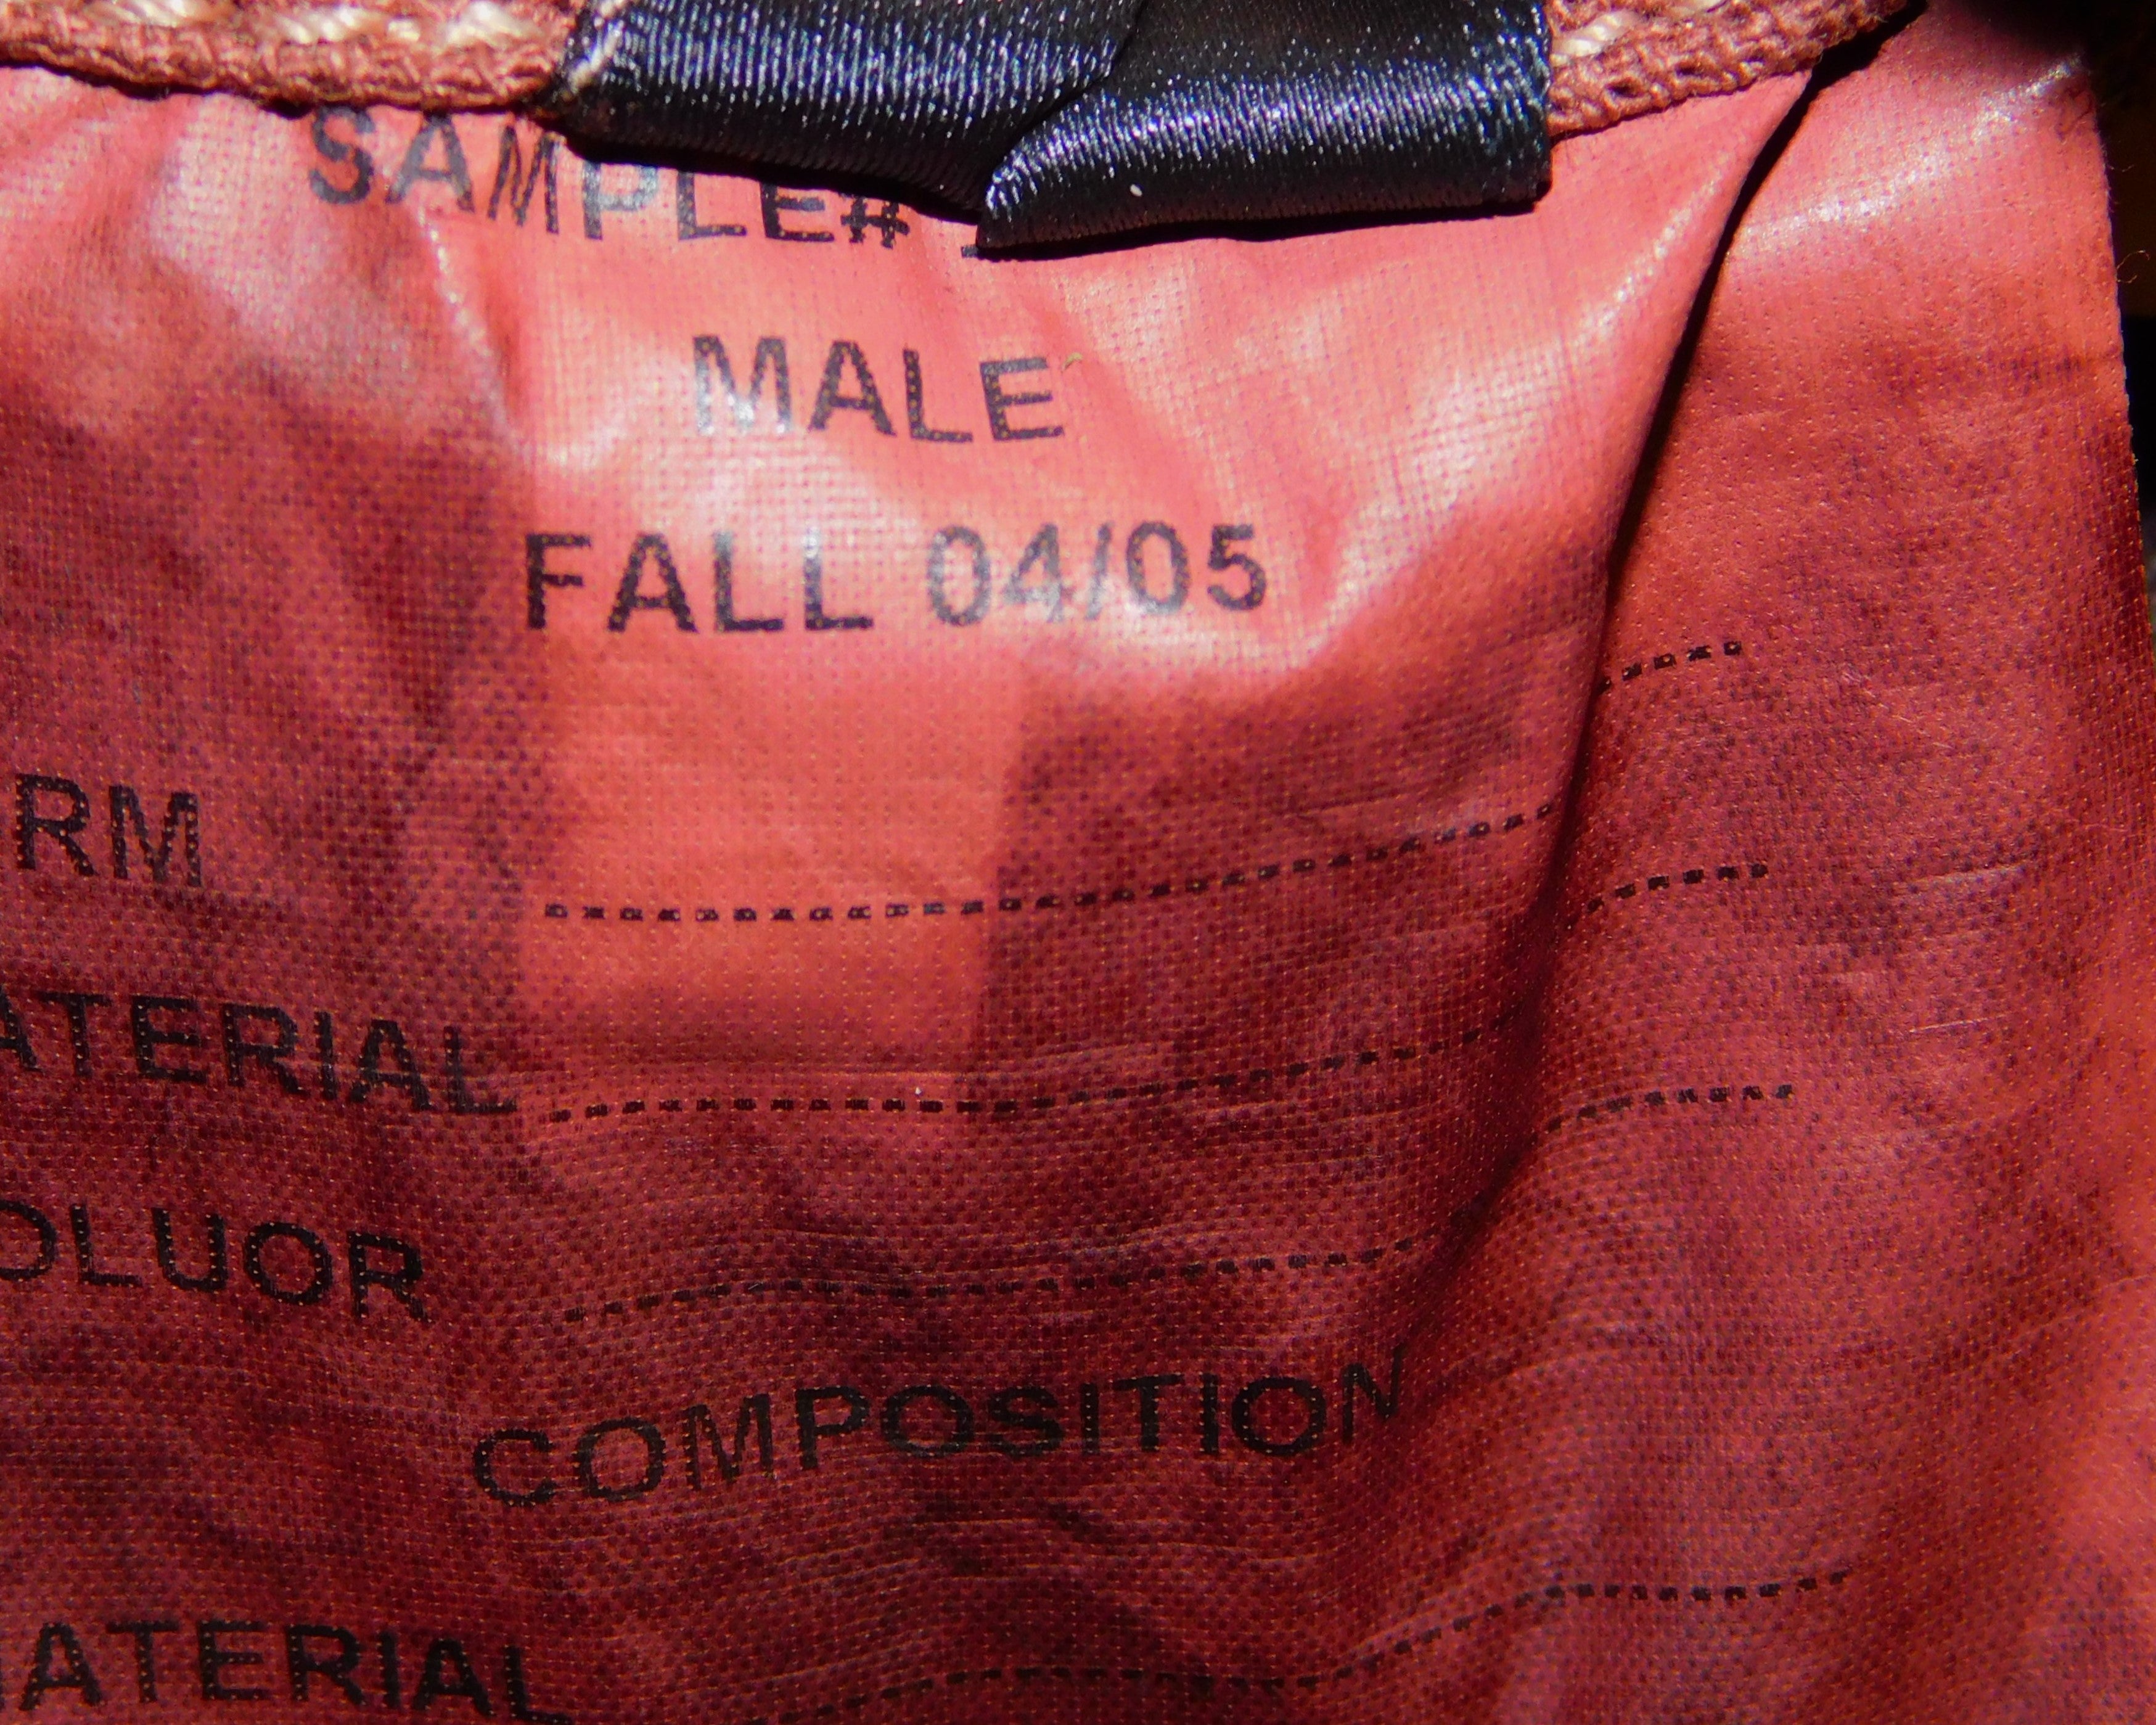 SAMPLE#
MALE
FALL 04/05
RM
ATERIAL
OLUOR
COMPOSITION
ATERIAL